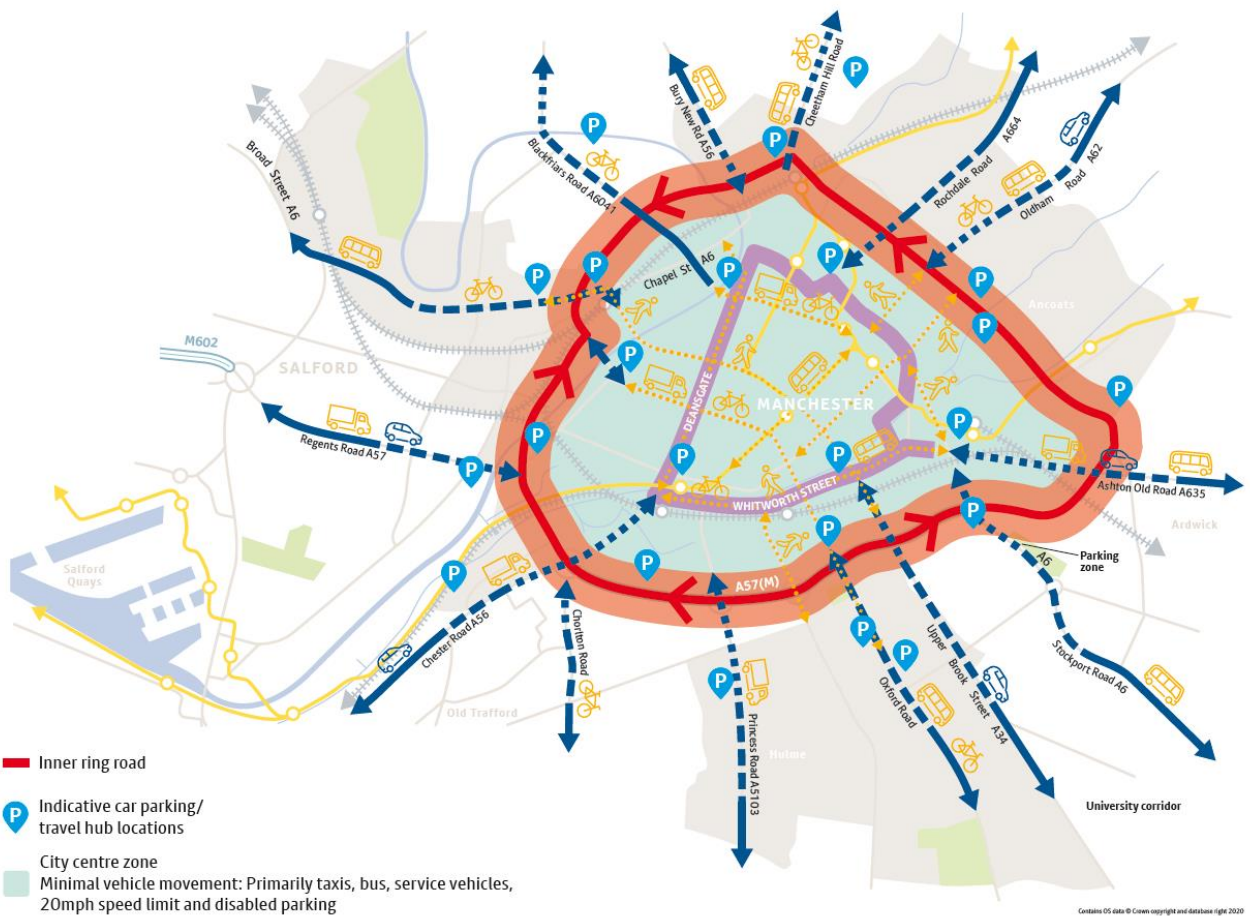 Cheetham Hill Road
P
Bury New Rd A56
A664
Rochdale Road
A62
Oldham
Road
P
P
Blackfriars Road A6041
Broad Street A6
Chapel St A6
P
P
P
P
P
Ancoats
P
M602
SALFORD
P
DEANSGATE
MANCHESTER
P
P
Regents Road A57
P
P
P
P
WHITWORTH STREET
Ashton Old Road A635
Ardwick
P
P
Parking
zone
A6
Salford
Quays
P
P
A57(M)
Chester Road A56
Chorlton Road
P
P
Upper
Brook
Street
A34
Stockport Road A6
P
Princess Road A5103
Oxford Road
Old Trafford
Hulme
Inner ring road
P
Indicative car parking/
travel hub locations
University corridor
City centre zone
Minimal vehicle movement: Primarily taxis, bus, service vehicles,
20mph speed limit and disabled parking
Contains OS data © Crown copyright and database right 2020